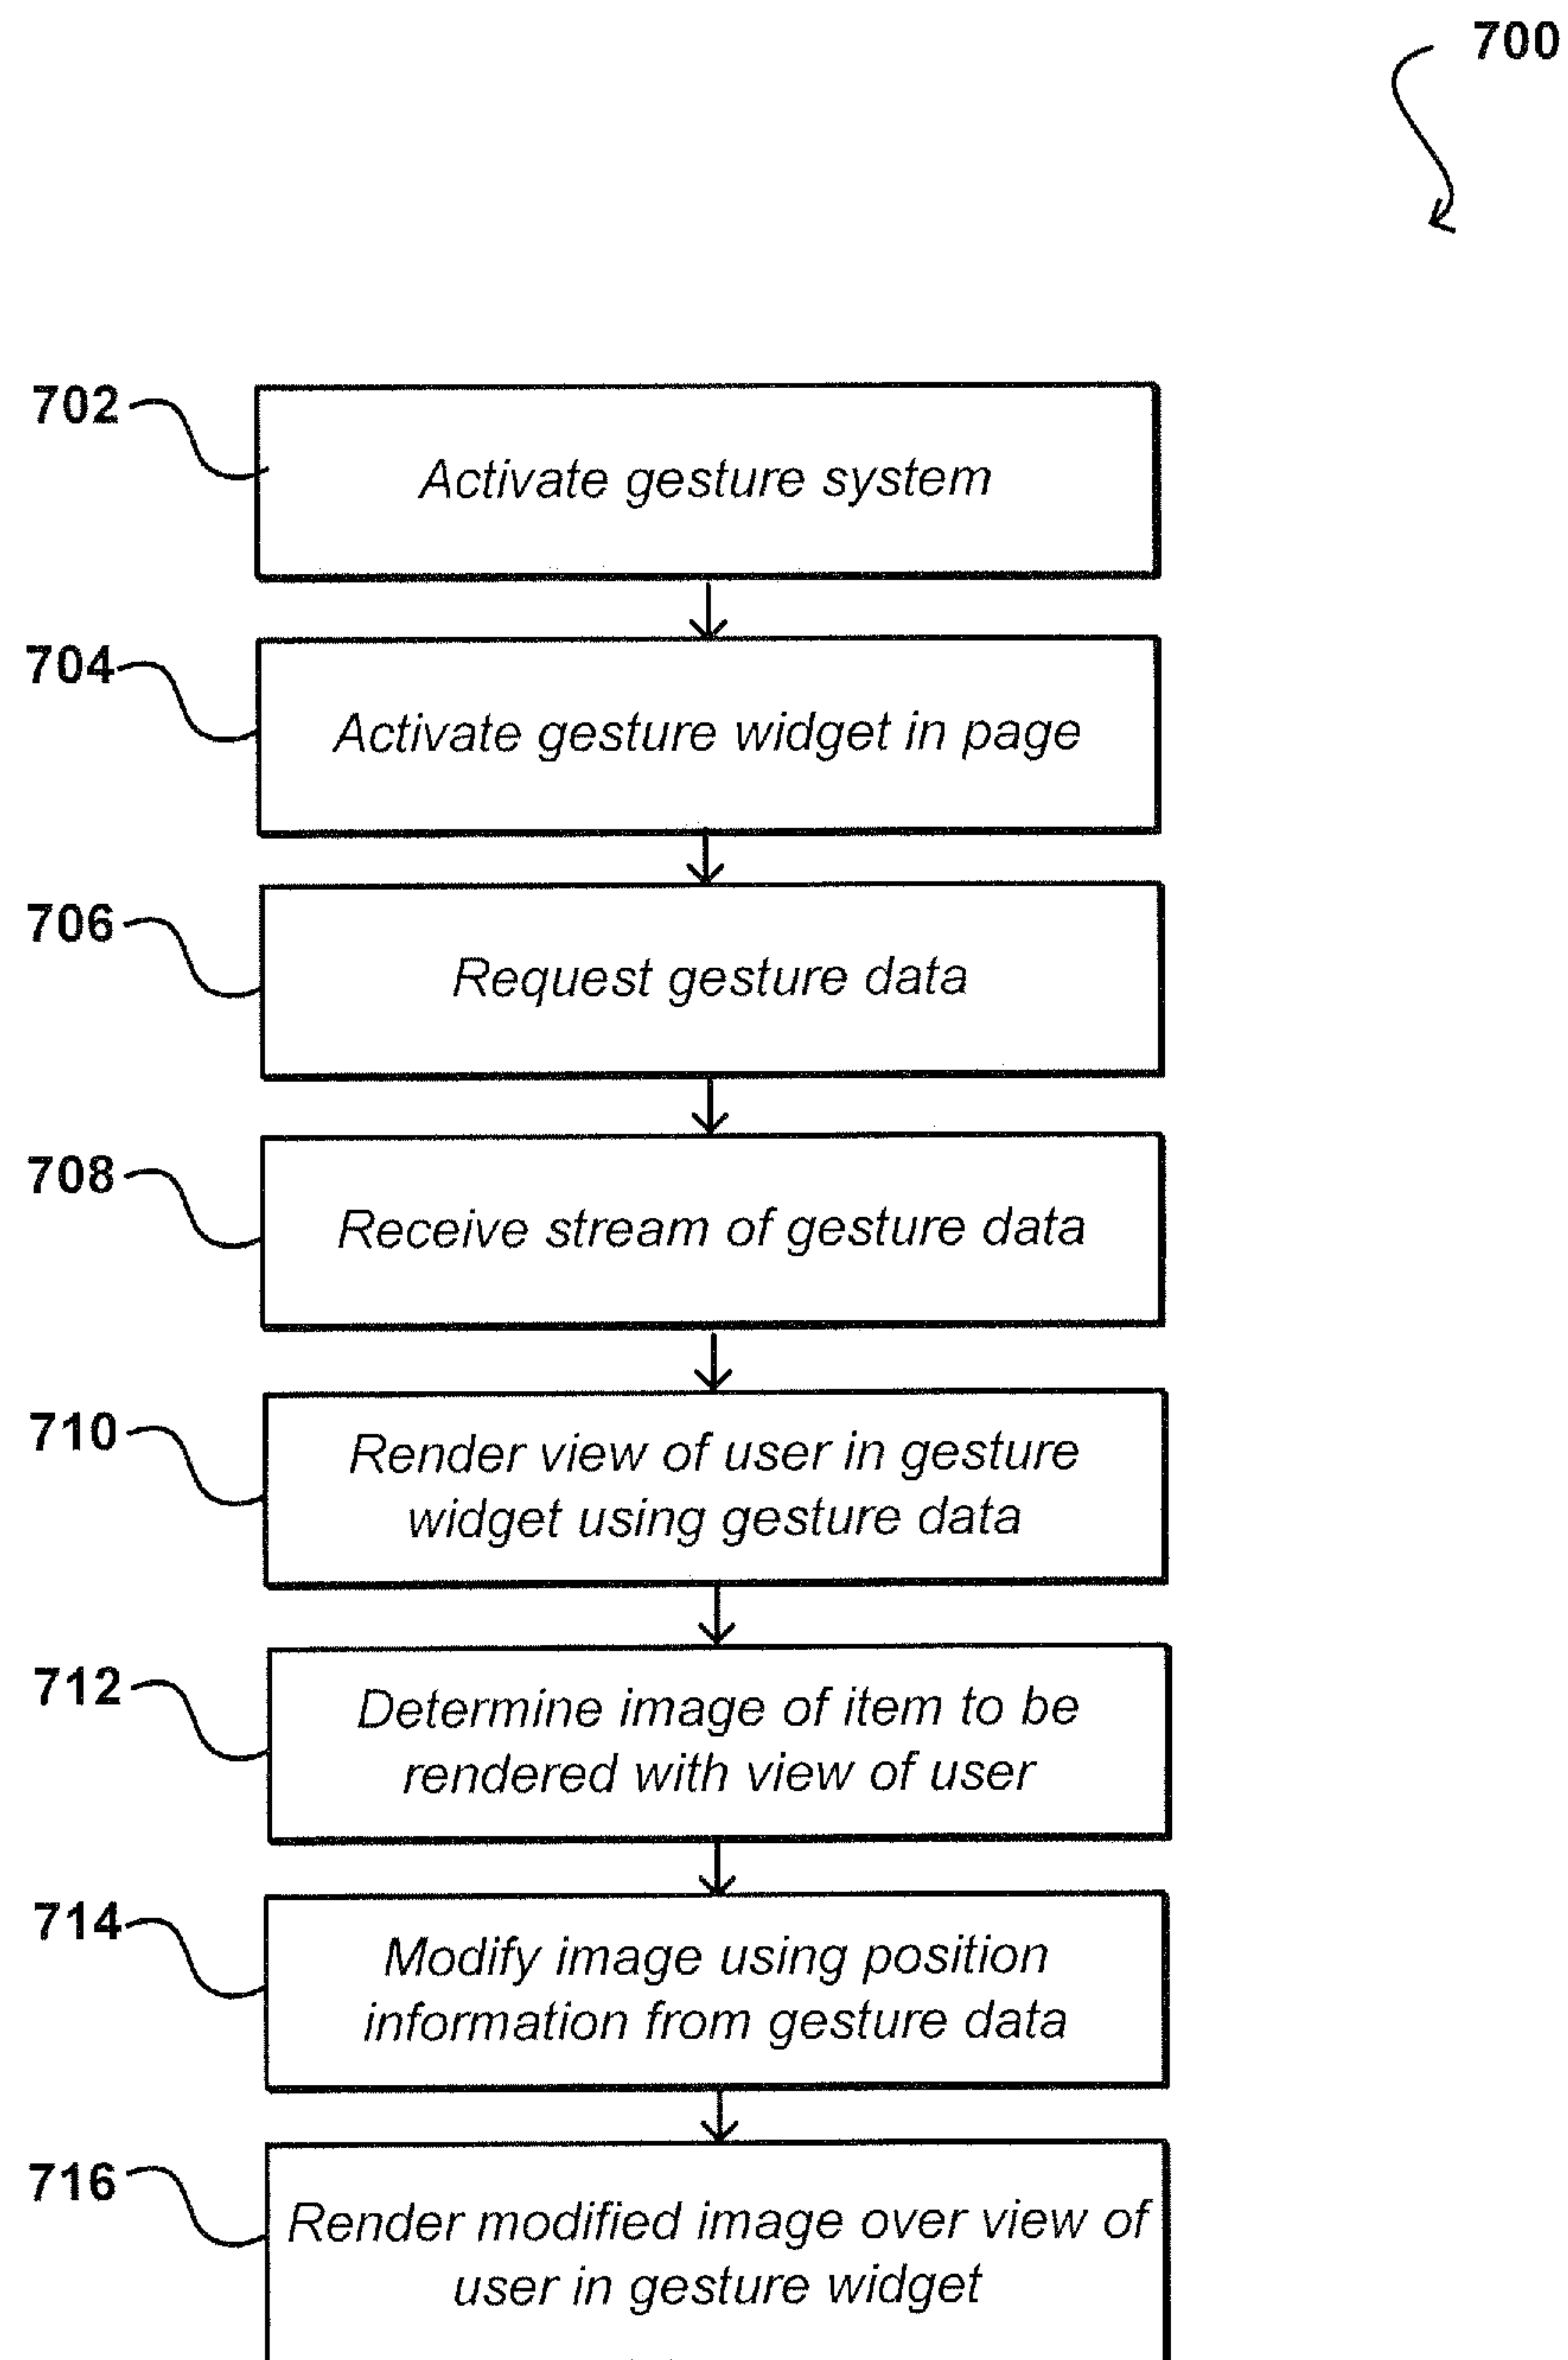 700
702
Activate gesture system
704
Activate gesture widget in page
706
Request gesture data
708
Receive stream of gesture data
710
Render view of user in gesture
widget using gesture data
712
Determine image of item to be
rendered with view of user
714
Modify image using position
information from gesture data
716
Render modified image over view of
user in gesture widget